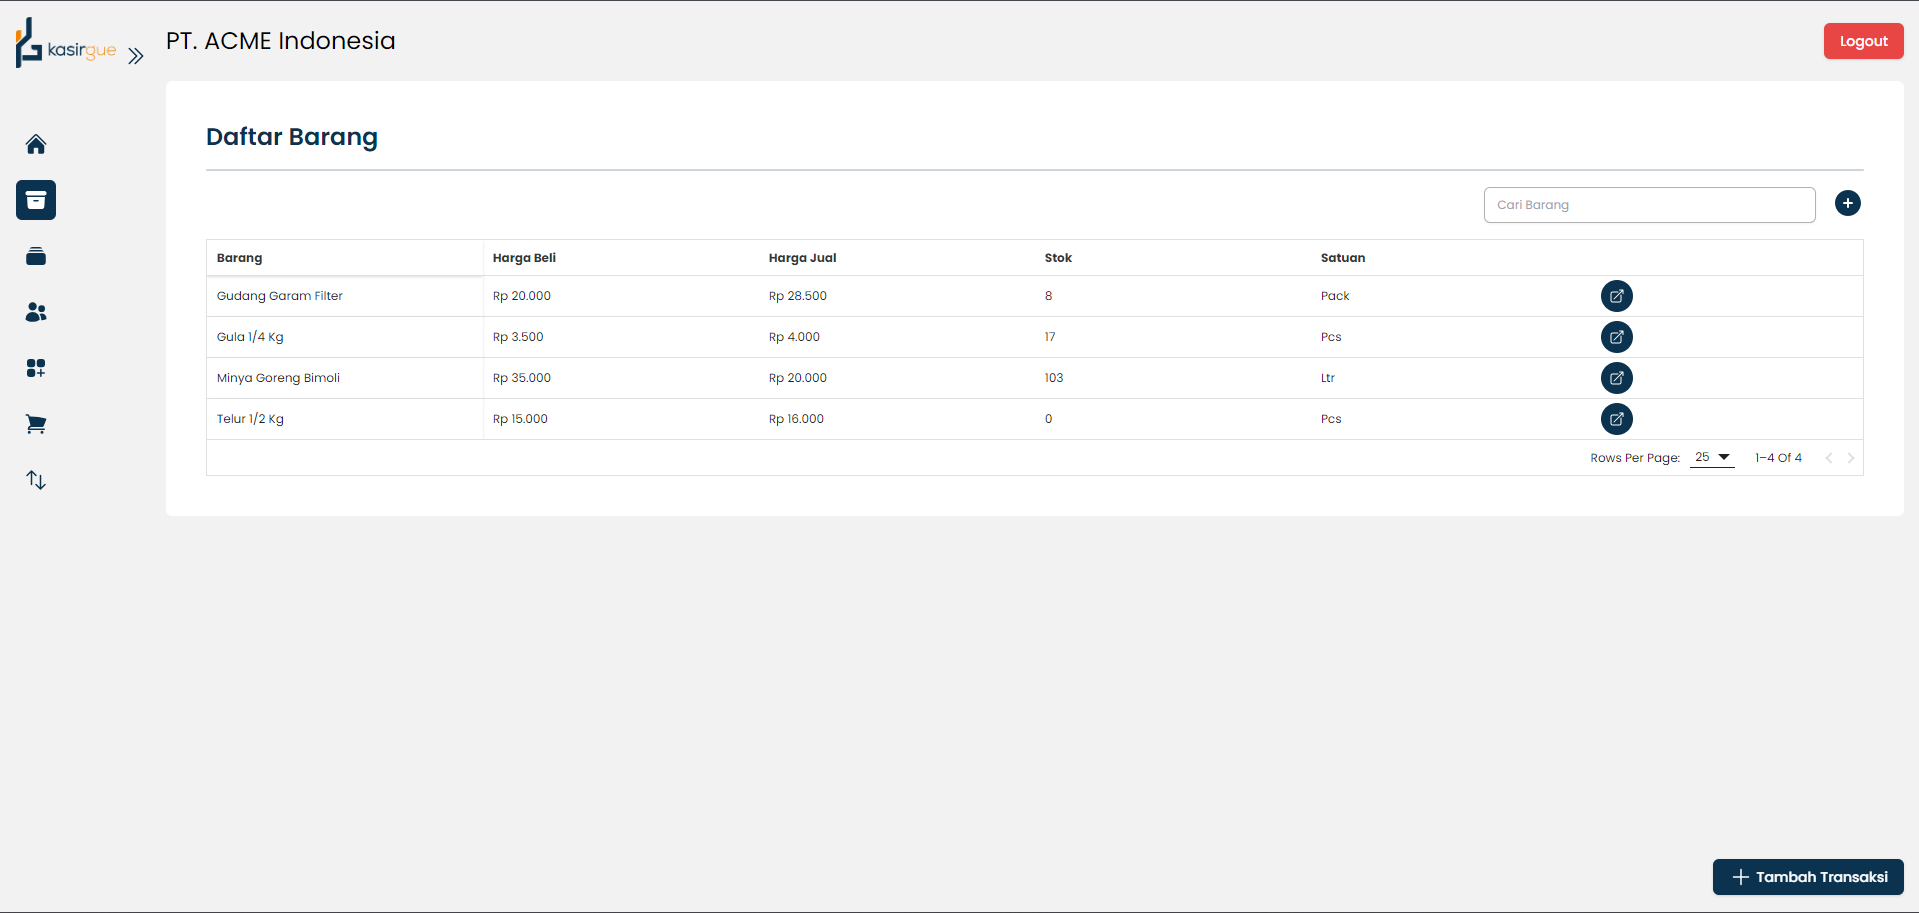 kasirgue
PT. ACME Indonesia
Logout
Daftar Barang
Cari Barang
Barang Harga Beli Harga Jual Stok Satuan
Gudang Garam Filter Rp 20.000 Rp 28.500 8 Pack
Gula 1/4 Kg Rp 3.500 Rp 4.000 17 Pcs
Minya Goreng Bimoli Rp 35.000 Rp 20.000 103 Ltr
Telur 1/2 Kg Rp 15.000 Rp 16.000 0 Pcs
Rows Per Page: 25 1–4 Of 4
Tambah Transaksi